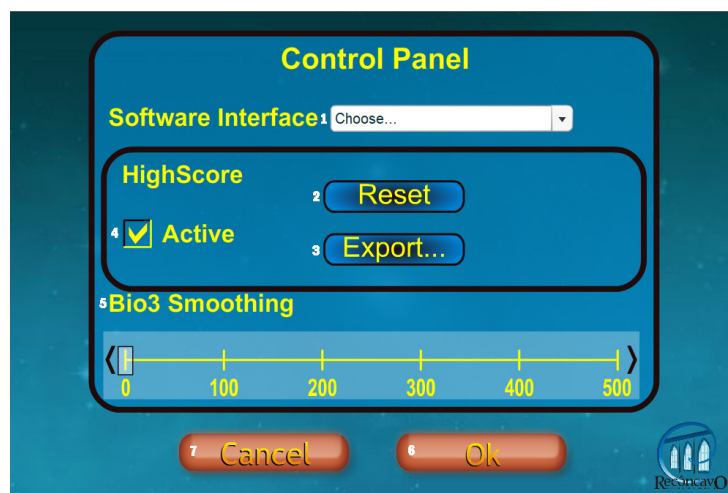 Control Panel
Software Interface 1 Choose...
HighScore
2 Reset
4 Active
3 Export...
5 Bio3 Smoothing
0 100 200 300 400 500
7 Cancel 6 Ok
RecôncavO